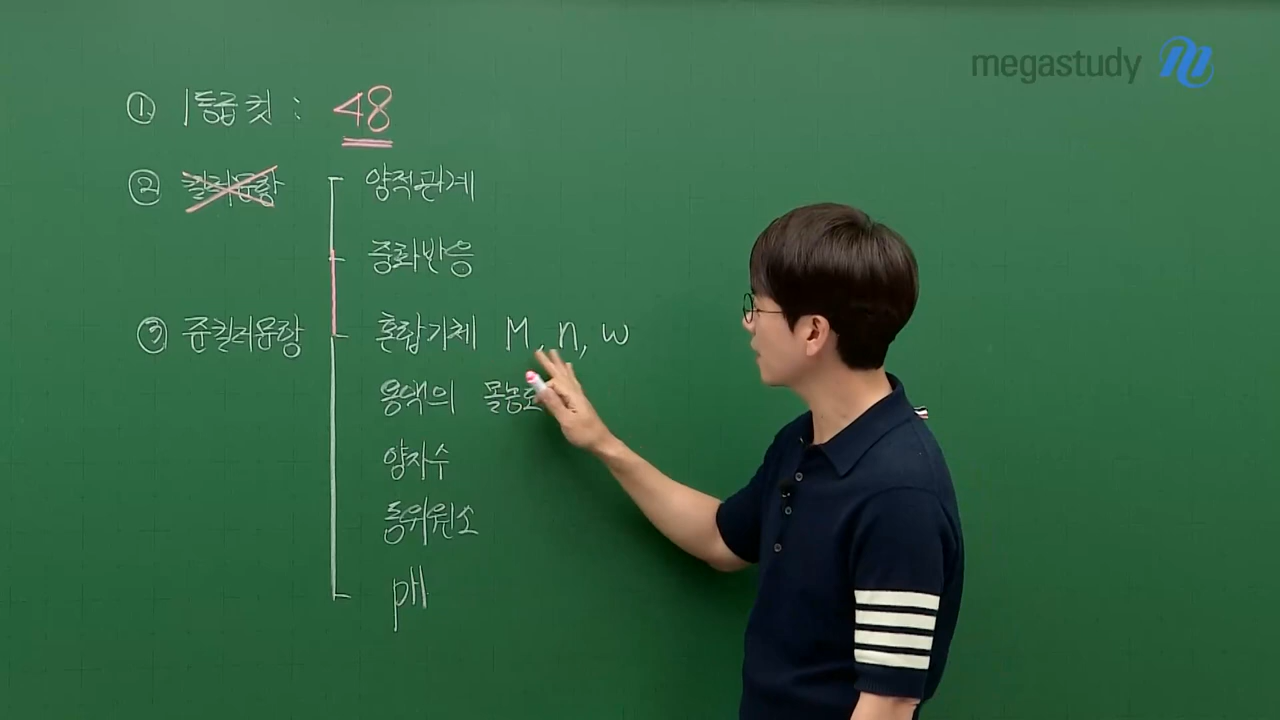 megastudy
① 1등급 컷 : 48
② 킬러문항
양적관계
중화반응
③ 준킬러문항
혼합기체 M, n, w
용액의 몰농도
양자수
동위원소
pH